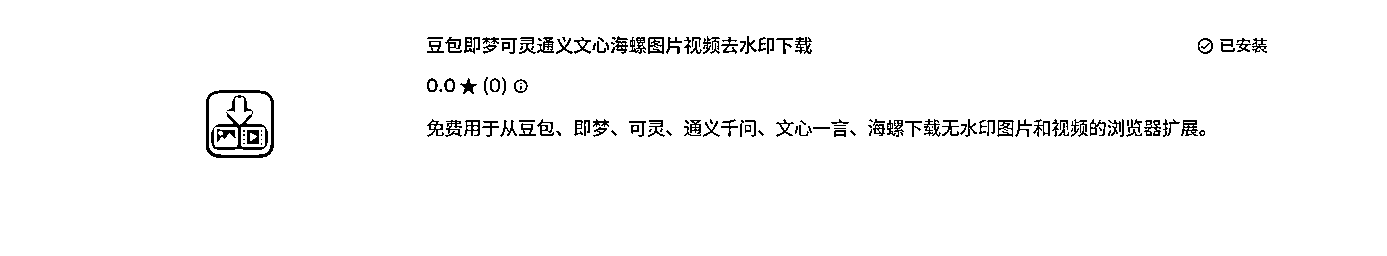 豆包即梦可灵通义文心海螺图片视频去水印下载
已安装
0.0 ★ (0)
免费用于从豆包、即梦、可灵、通义千问、文心一言、海螺下载无水印图片和视频的浏览器扩展。